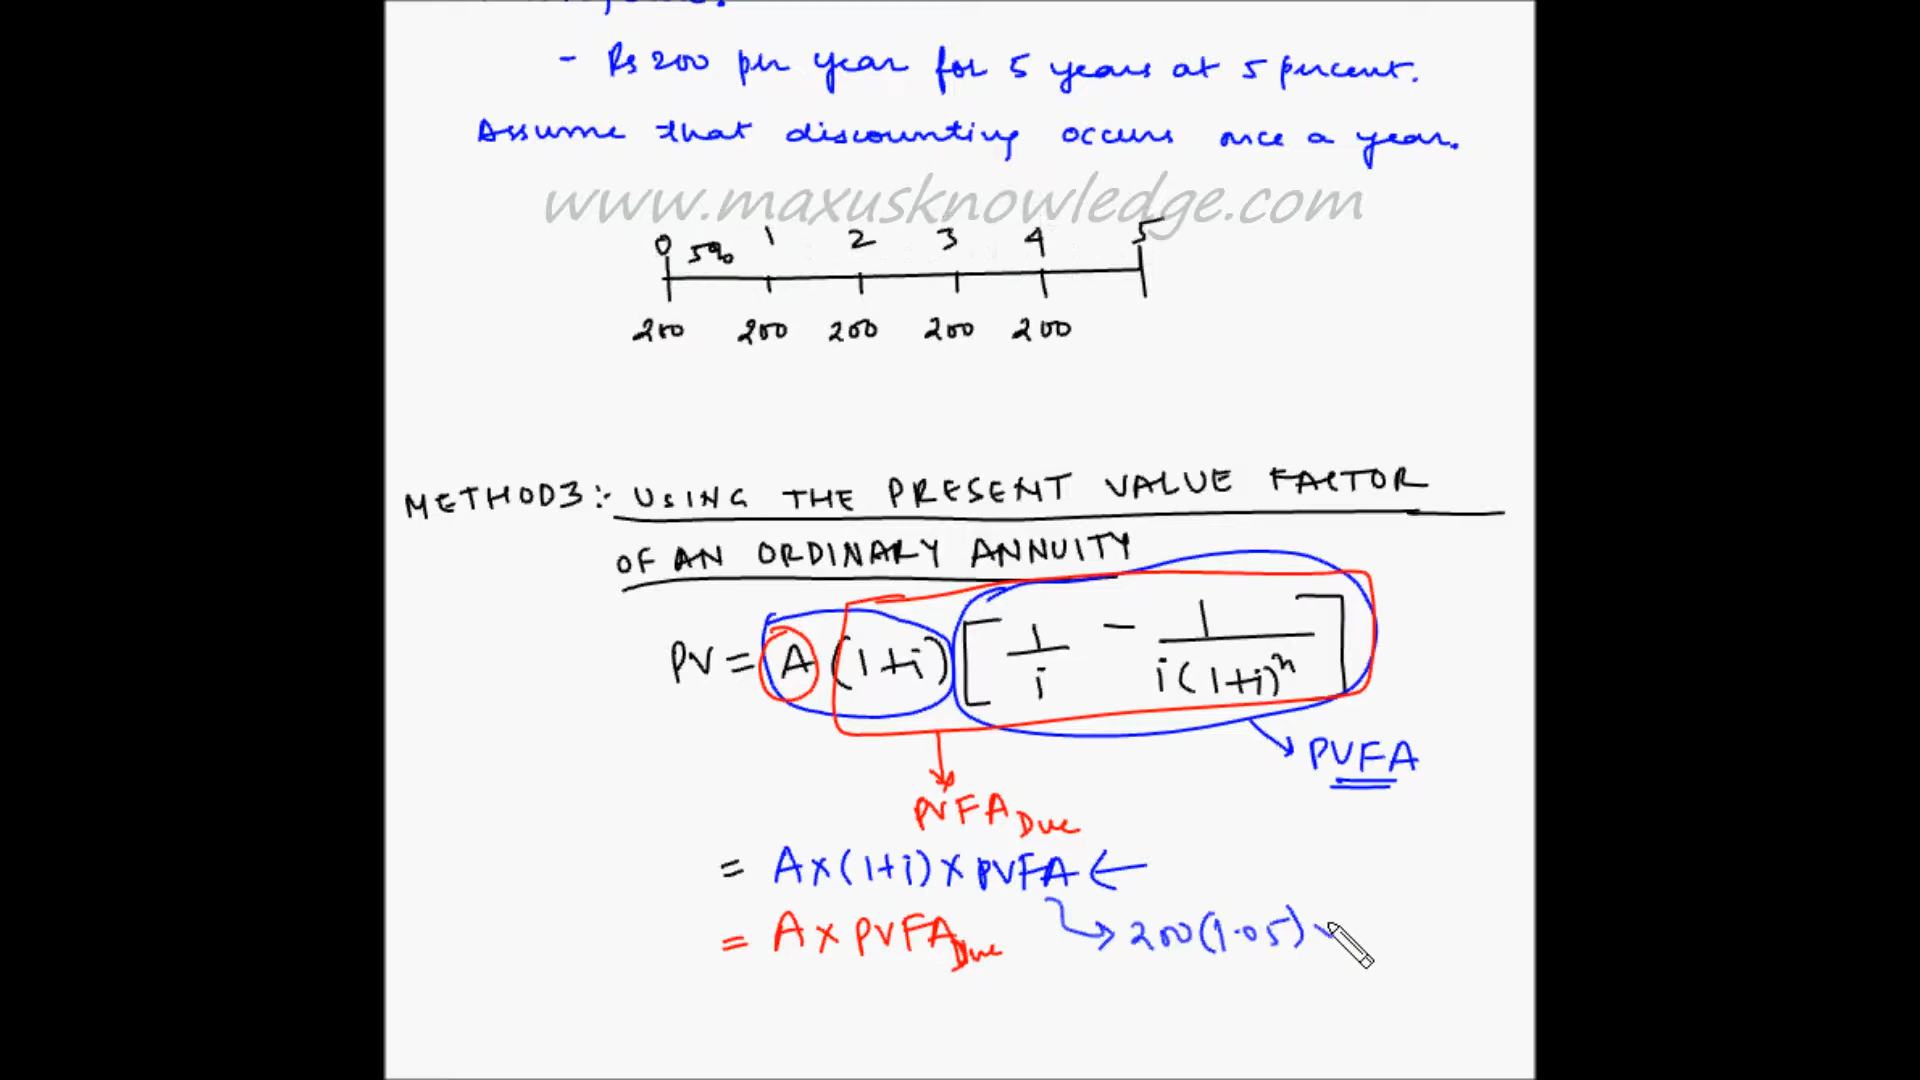 - Rs 200 per year for 5 years at 5 percent.
Assume that discounting occurs once a year.
www.maxusknowledge.com
0 5% 1 2 3 4 5
200 200 200 200 200
METHOD3:- USING THE PRESENT VALUE FACTOR
OF AN ORDINARY ANNUITY
PV = A (1+i) [ 1/i - 1/i(1+i)^n ]
PVFA
PVFA Due
= A x (1+i) x PVFA ←
= A x PVFA Due → 200 (1.05)